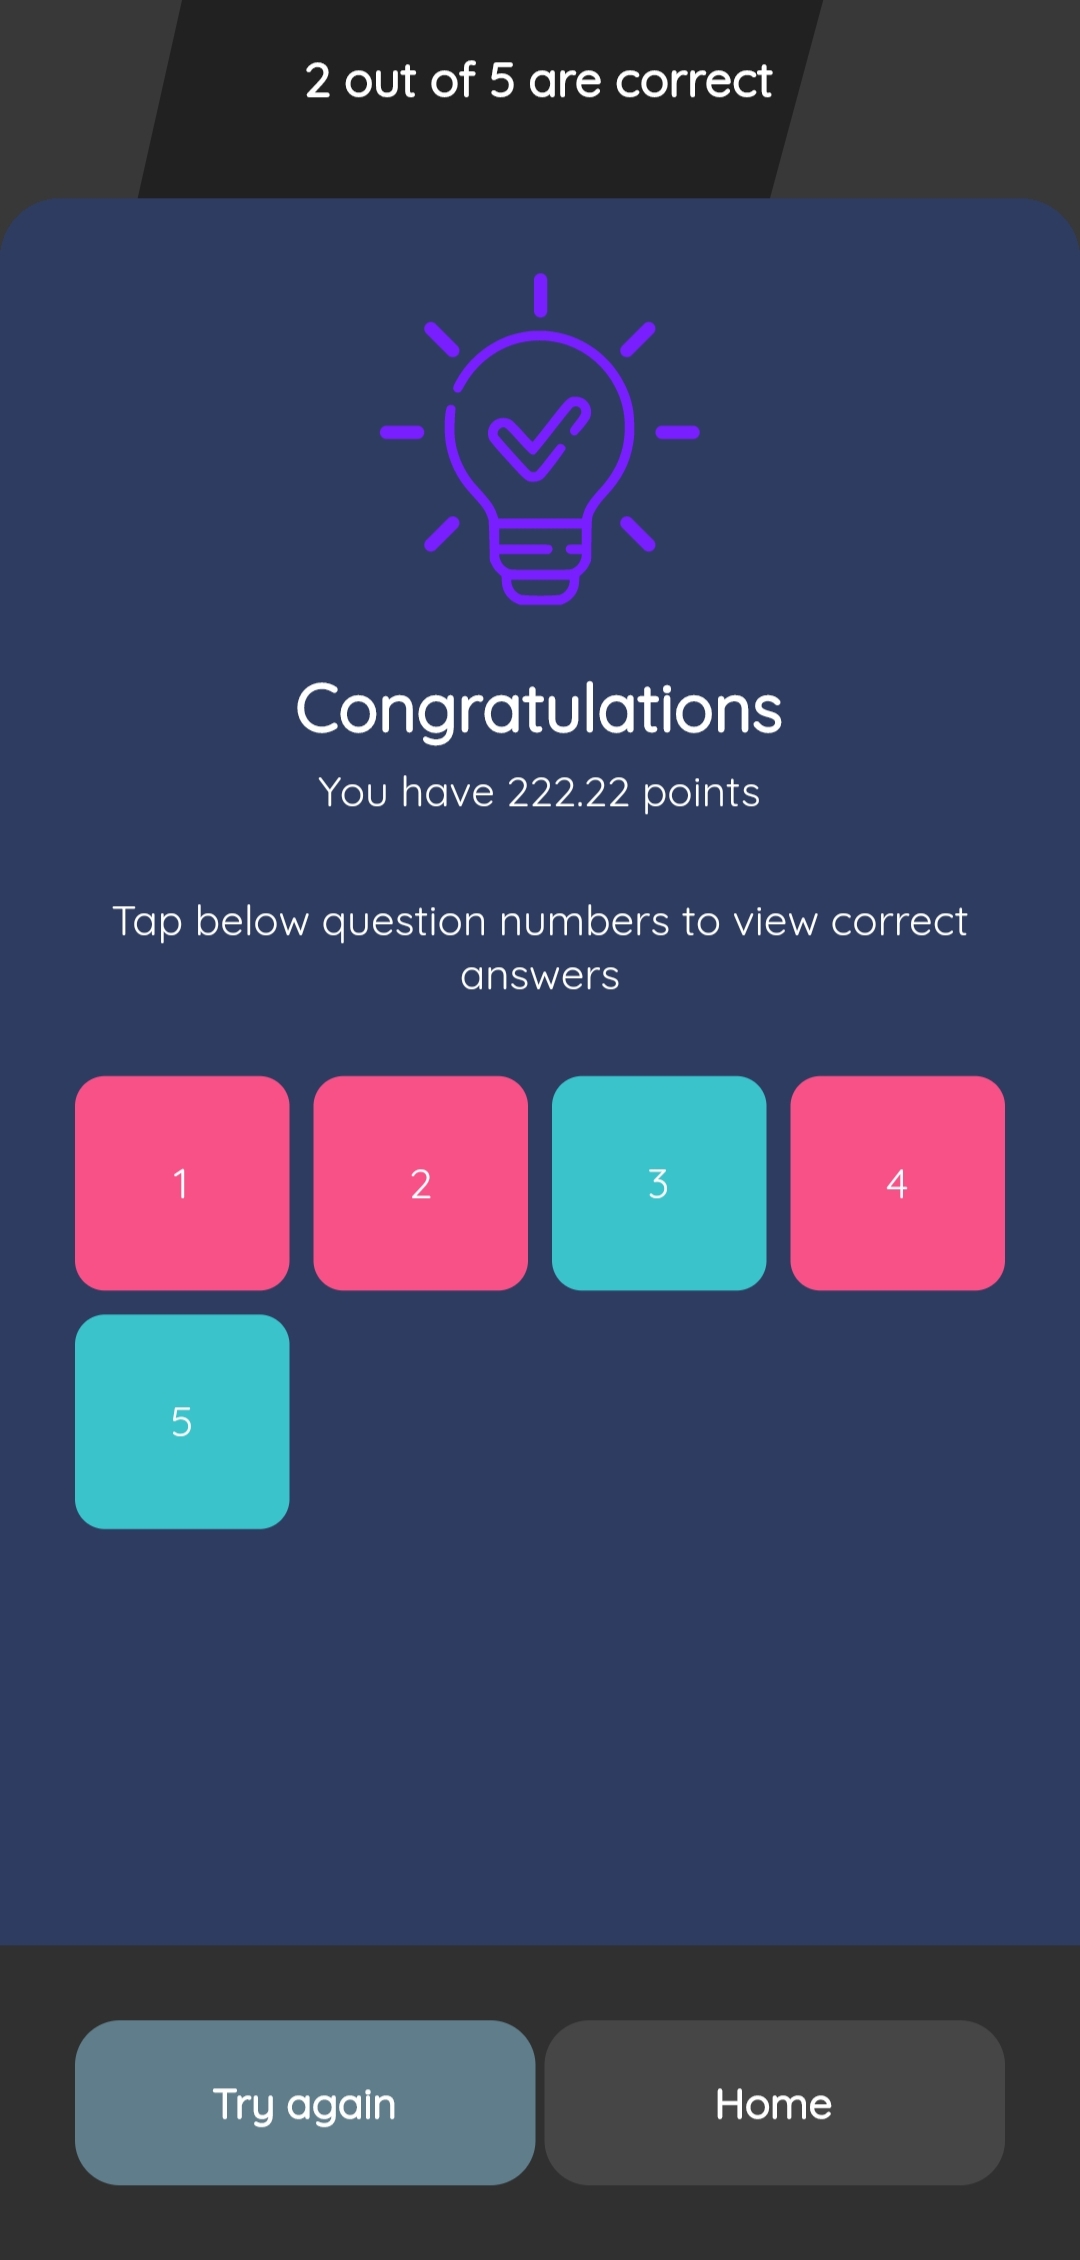 2 out of 5 are correct
Congratulations
You have 222.22 points
Tap below question numbers to view correct
answers
1
2
3
4
5
Try again
Home